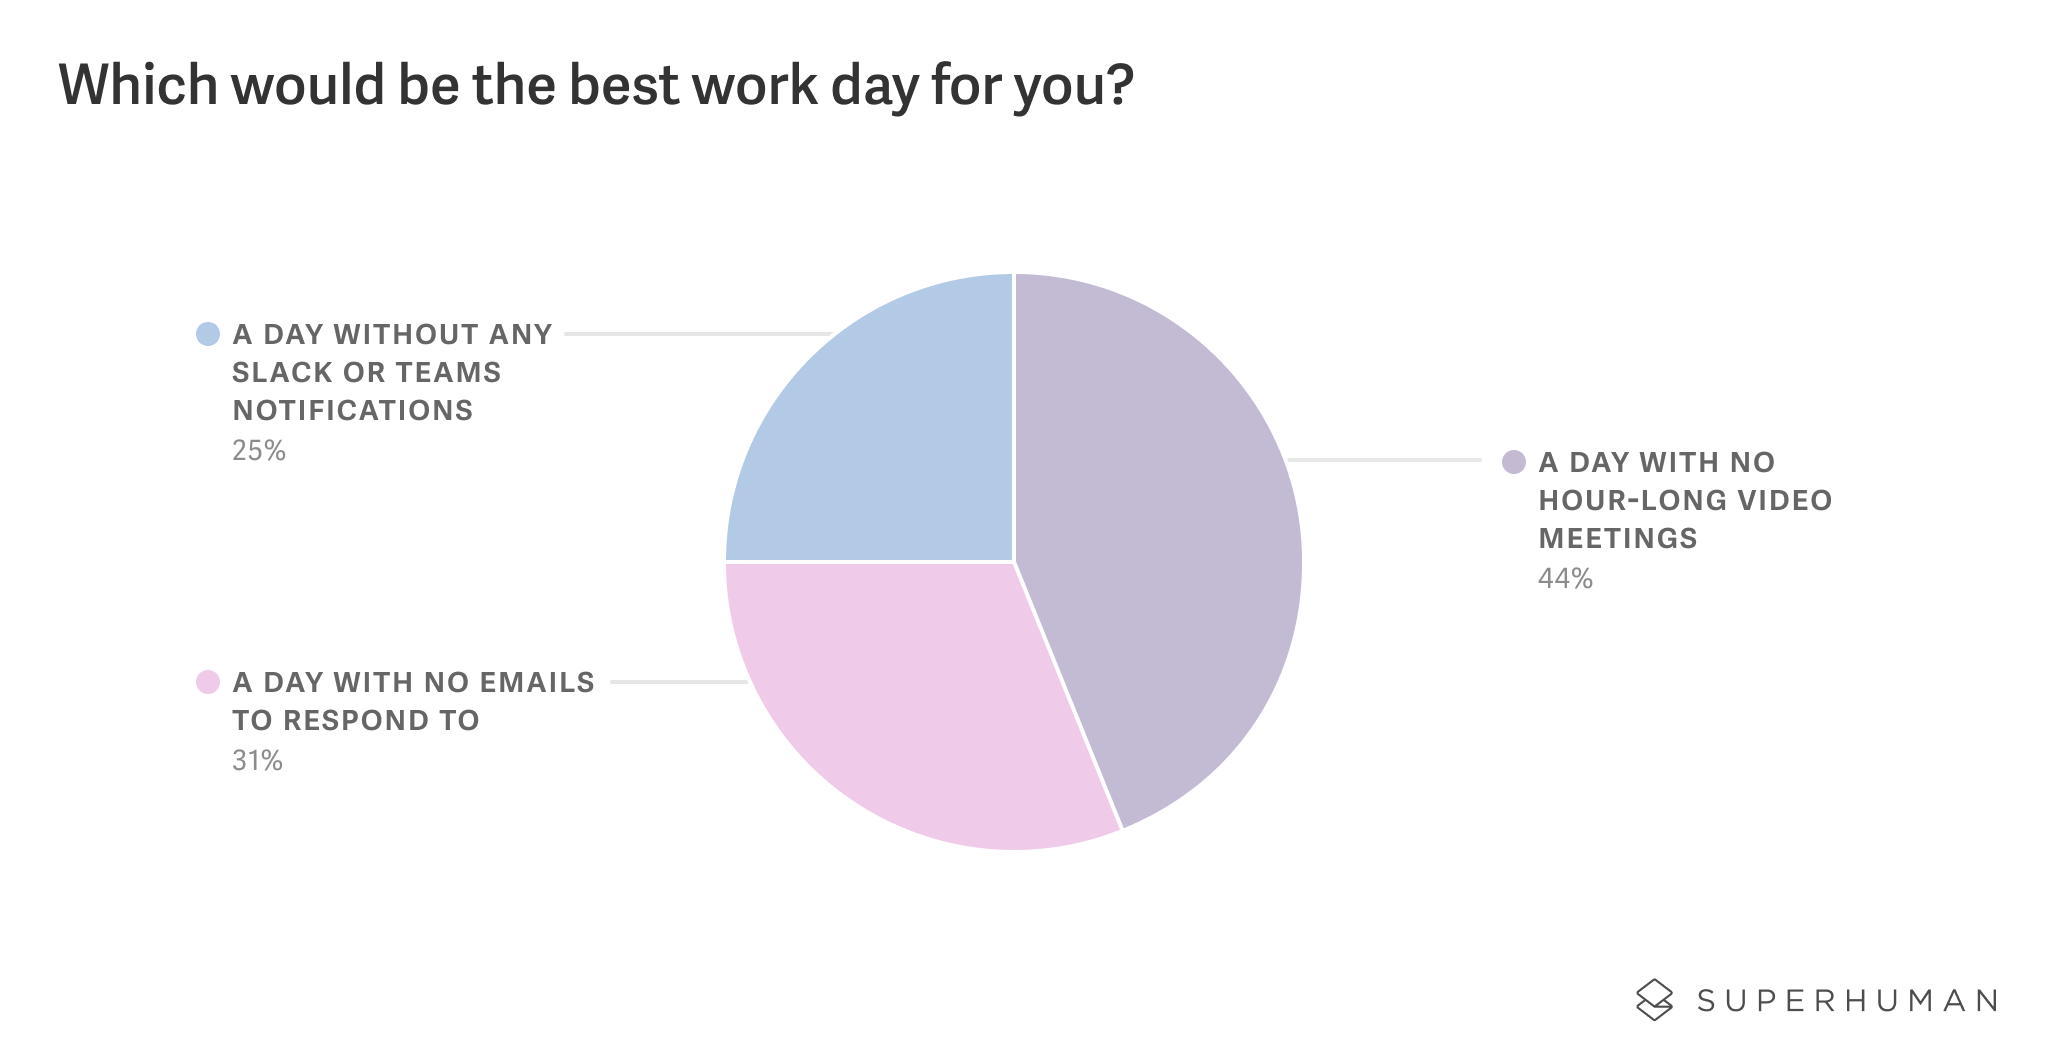 Which would be the best work day for you?
A DAY WITHOUT ANY
SLACK OR TEAMS
NOTIFICATIONS
25%
A DAY WITH NO
HOUR-LONG VIDEO
MEETINGS
44%
A DAY WITH NO EMAILS
TO RESPOND TO
31%
SUPERHUMAN